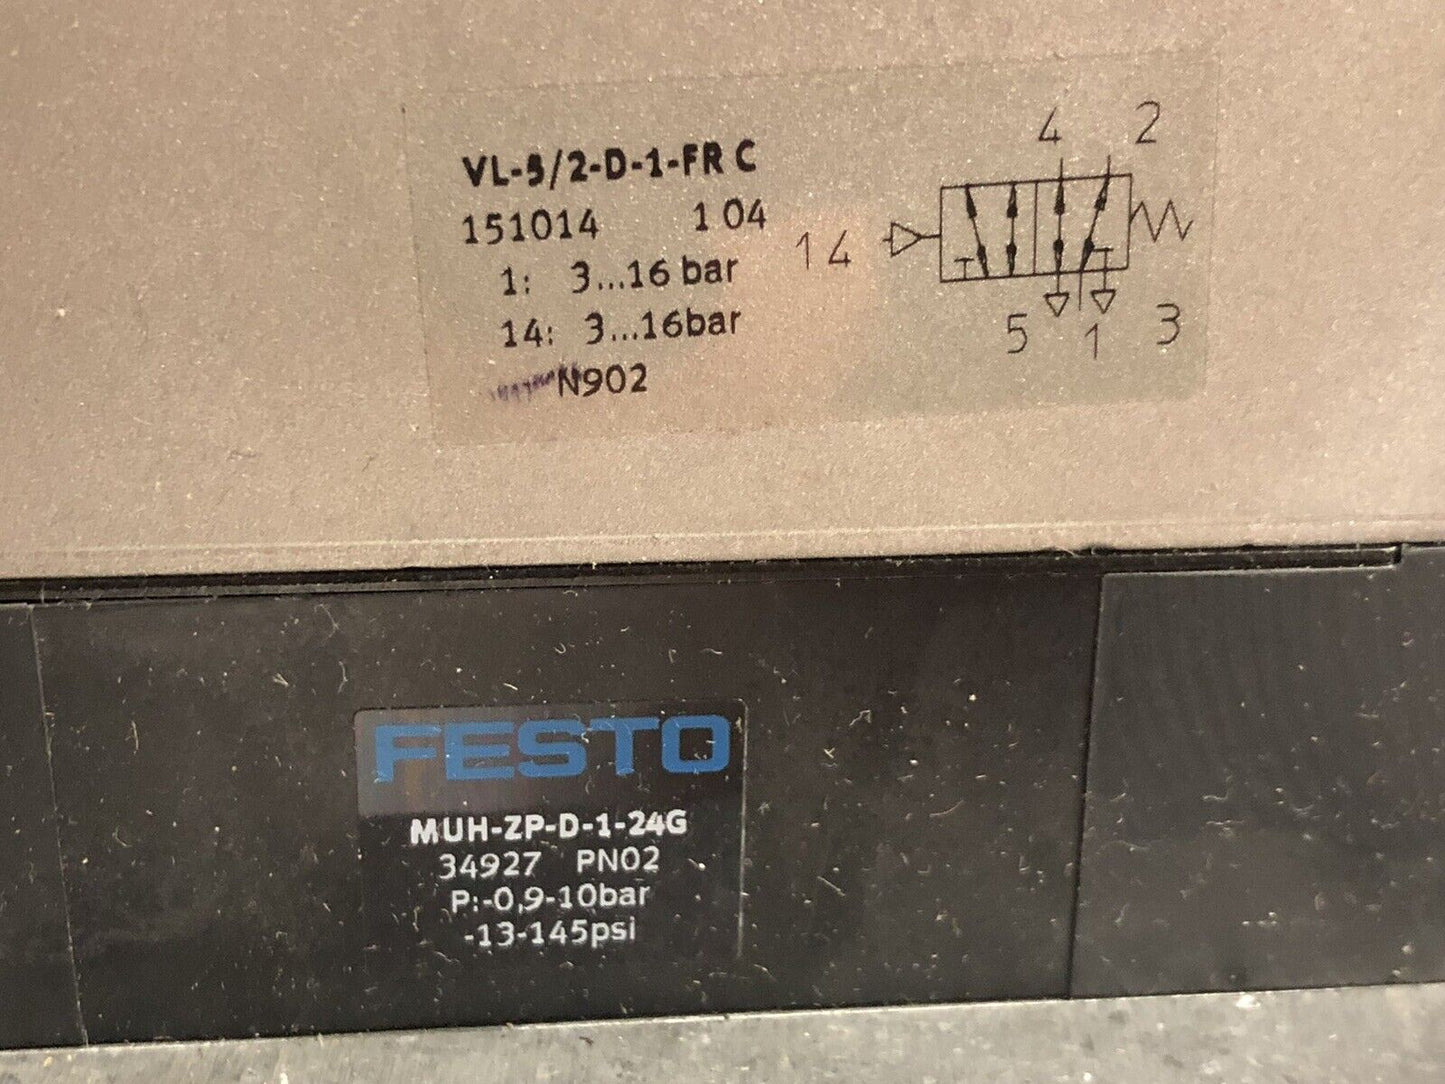 VL-5/2-D-1-FR C
151014 1 04
1: 3...16 bar
14: 3...16bar
N902
4 2
14
5 1 3
FESTO
MUH-ZP-D-1-24G
34927 PN02
P:-0,9-10bar
-13-145psi